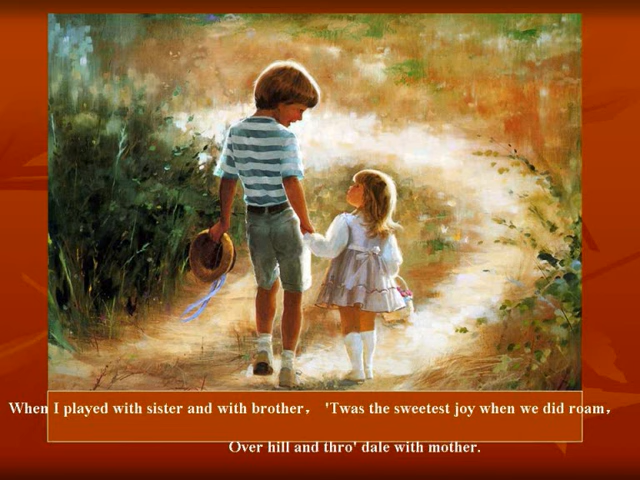 When I played with sister and with brother， 'Twas the sweetest joy when we did roam，
Over hill and thro' dale with mother.